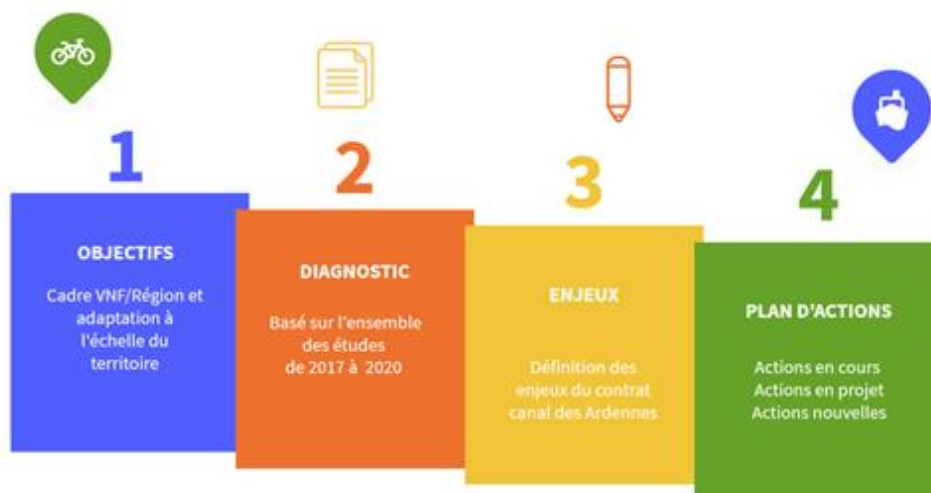 1
OBJECTIFS
Cadre VNF/Région et
adaptation à
l'échelle du
territoire
2
DIAGNOSTIC
Basé sur l'ensemble
des études
de 2017 à 2020
3
ENJEUX
Définition des
enjeux du contrat
canal des Ardennes
4
PLAN D'ACTIONS
Actions en cours
Actions en projet
Actions nouvelles